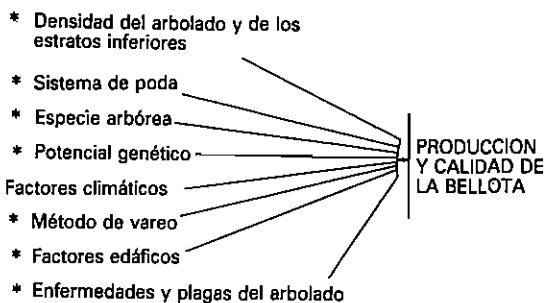 * Densidad del arbolado y de los
estratos inferiores
* Sistema de poda
* Especie arbórea
* Potencial genético
Factores climáticos
* Método de vareo
* Factores edáficos
* Enfermedades y plagas del arbolado
PRODUCCION
Y CALIDAD DE
LA BELLOTA